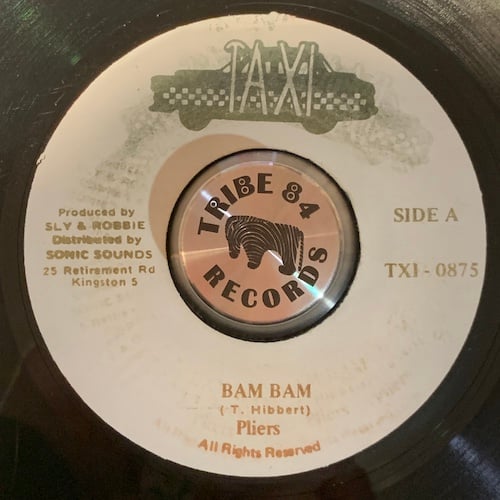 TAXI
Produced by
SLY & ROBBIE
Distributed by
SONIC SOUNDS
25 Retirement Rd
Kingston 5
TRIBE 84
RECORDS
SIDE A
TXI - 0875
BAM BAM
( T. Hibbert)
Pliers
All Rights Reserved